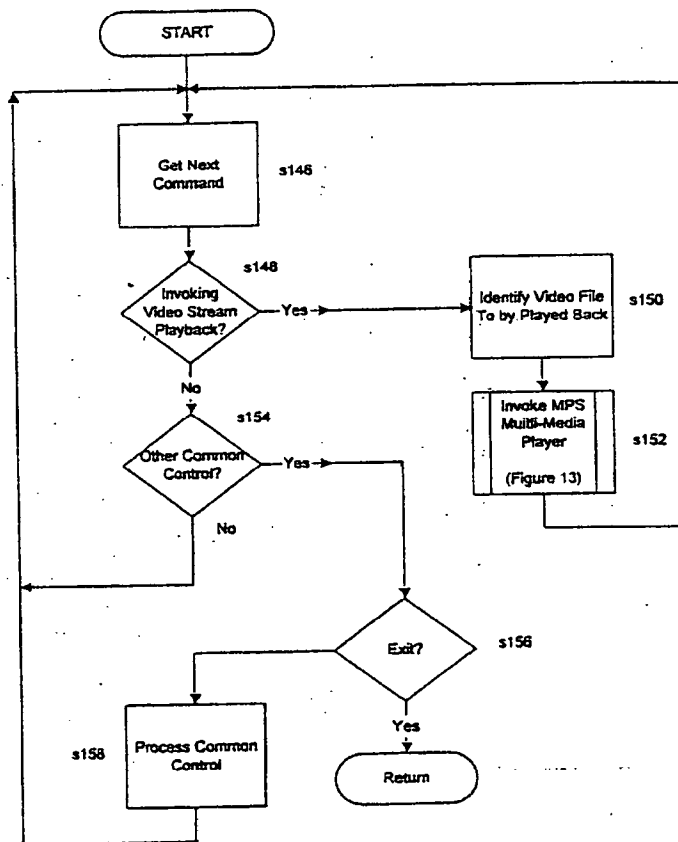 START
Get Next
Command
s146
s148
Invoking
Video Stream
Playback?
Yes
Identify Video File
To by Played Back
s150
No
s154
Invoke MPS
Multi-Media
Player
(Figure 13)
s152
Other Common
Control?
Yes
No
Exit?
s156
Yes
s158
Process Common
Control
Return